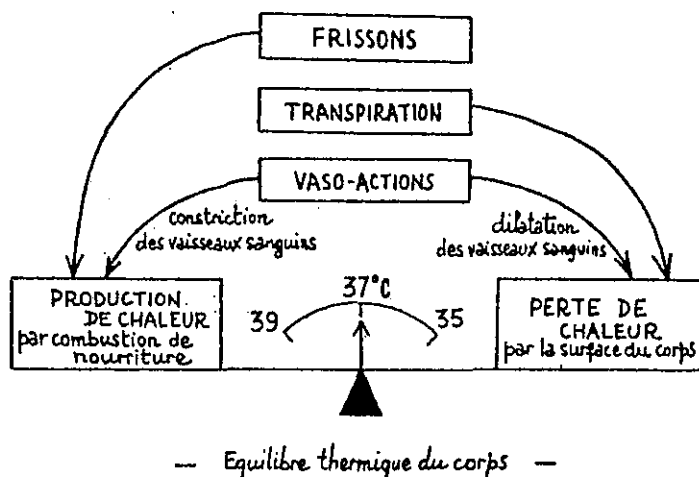 FRISSONS
TRANSPIRATION
VASO-ACTIONS
constriction
des vaisseaux sanguins
dilatation
des vaisseaux sanguins
PRODUCTION
DE CHALEUR
par combustion de
nourriture
37°C
39
35
PERTE DE
CHALEUR
par la surface du corps
— Equilibre thermique du corps —